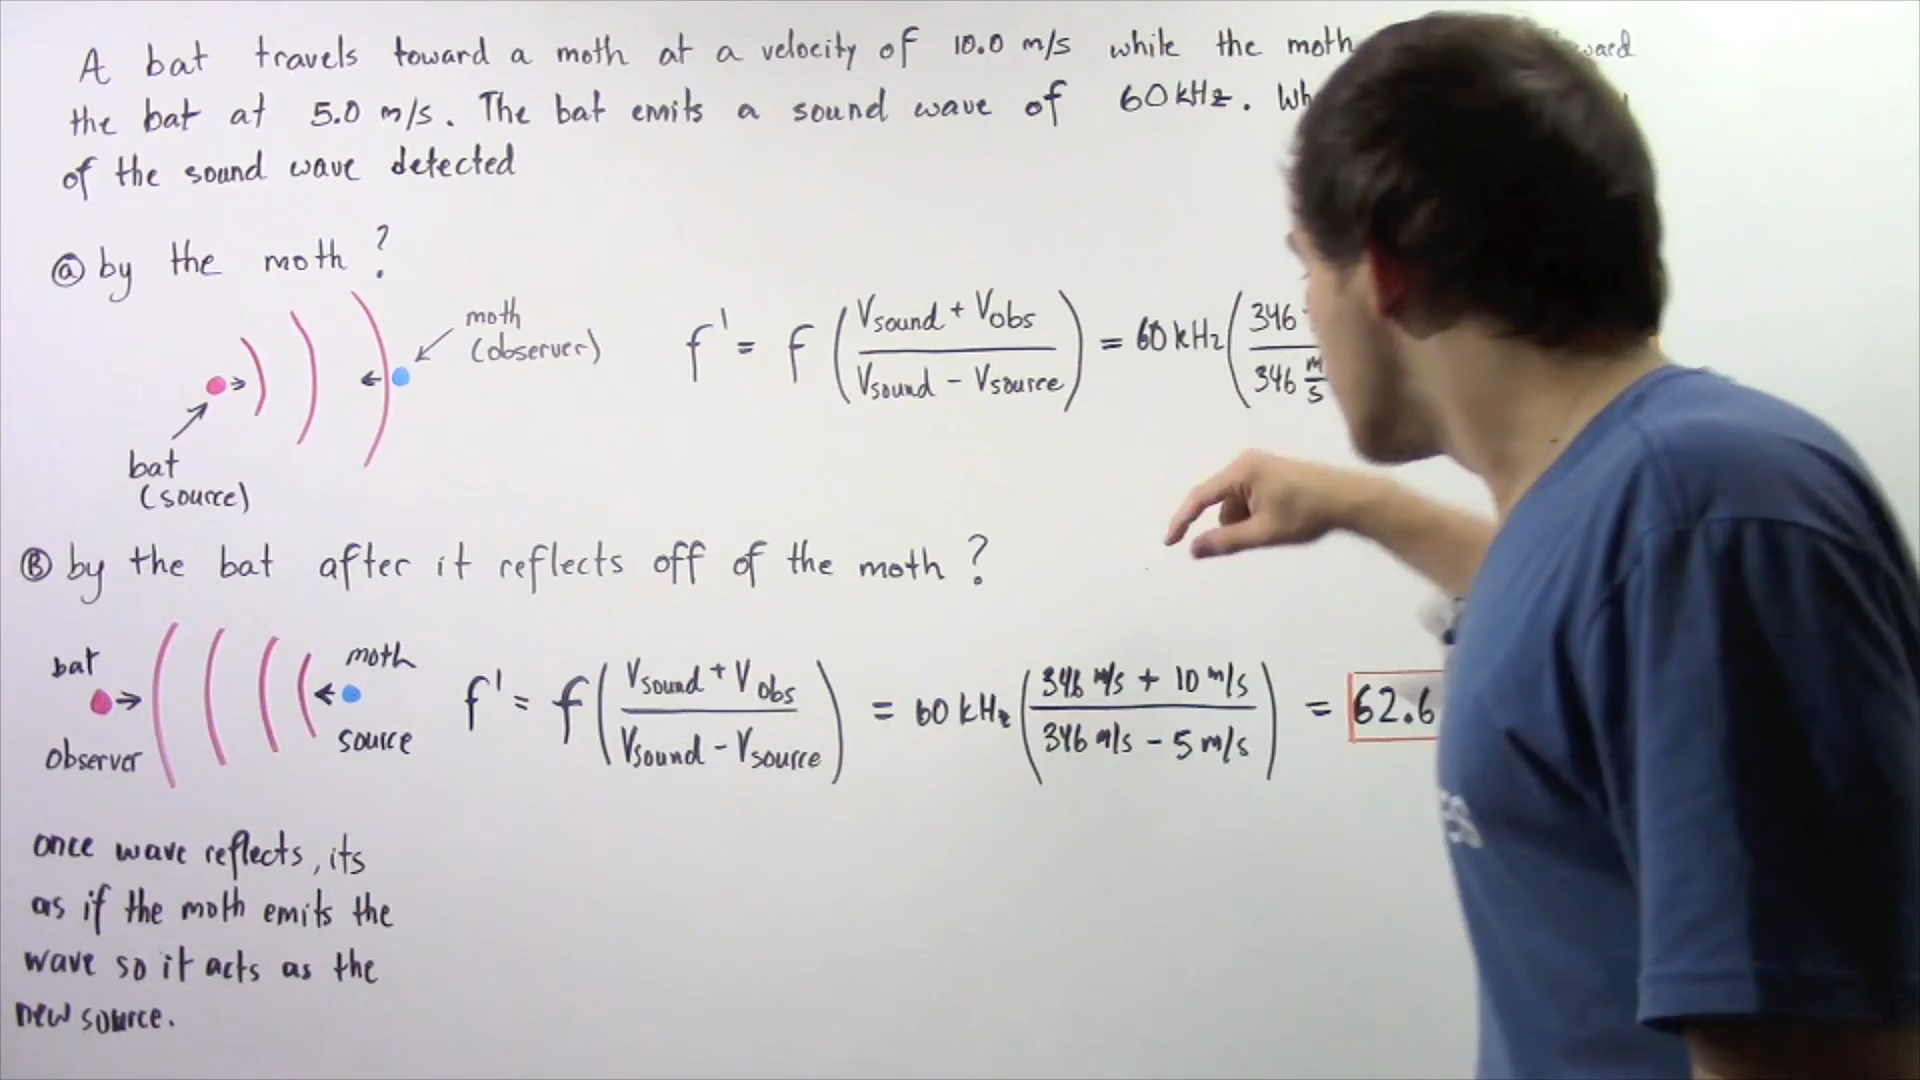 A bat travels toward a moth at a velocity of 10.0 m/s while the moth
the bat at 5.0 m/s. The bat emits a sound wave of 60 kHz.
of the sound wave detected
ⓐ by the moth?
moth
(observer)
bat
(source)
f' = f (Vsound + Vobs / Vsound - Vsource) = 60 kHz (346 / 346 m/s
Ⓑ by the bat after it reflects off of the moth?
bat
observer
moth
source
f' = f (Vsound + Vobs / Vsound - Vsource) = 60 kHz (346 m/s + 10 m/s / 346 m/s - 5 m/s) = 62.6
once wave reflects, its
as if the moth emits the
wave so it acts as the
new source.